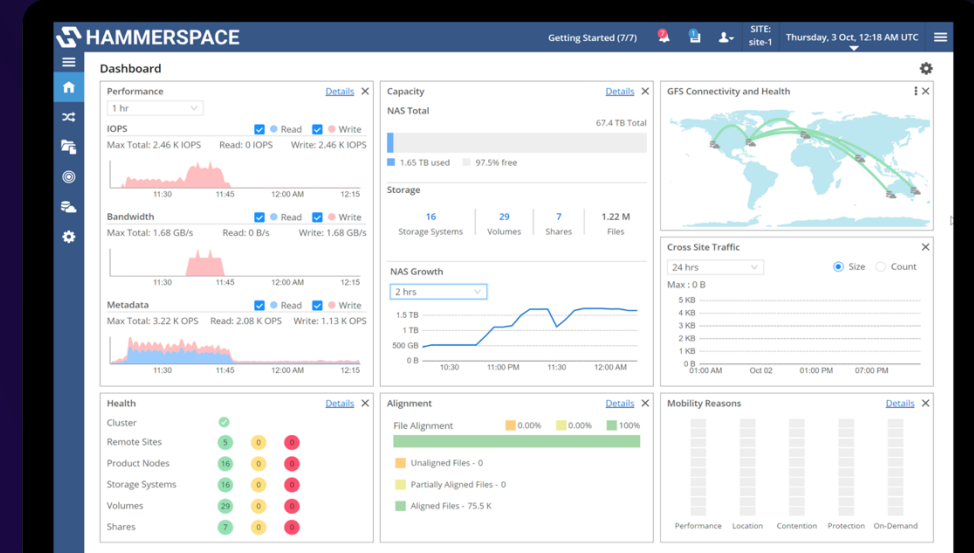 HAMMERSPACE
Getting Started (7/7)
7
1
SITE:
site-1
Thursday, 3 Oct, 12:18 AM UTC
Dashboard
Performance Details
1 hr
IOPS Read Write
Max Total: 2.46 K IOPS Read: 0 IOPS Write: 2.46 K IOPS
11:30 11:45 12:00 AM 12:15
Bandwidth Read Write
Max Total: 1.68 GB/s Read: 0 B/s Write: 1.68 GB/s
11:30 11:45 12:00 AM 12:15
Metadata Read Write
Max Total: 3.22 K OPS Read: 2.08 K OPS Write: 1.13 K OPS
11:30 11:45 12:00 AM 12:15
Capacity Details
NAS Total
67.4 TB Total
1.65 TB used 97.5% free
Storage
16 29 7 1.22 M
Storage Systems Volumes Shares Files
NAS Growth
2 hrs
1.5 TB
1 TB
500 GB
0 B
10:30 11:00 PM 11:30 12:00 AM
GFS Connectivity and Health
Cross Site Traffic
24 hrs Size Count
Max : 0 B
5 KB
4 KB
3 KB
2 KB
1 KB
0 B
01:00 AM Oct 02 01:00 PM 07:00 PM
Health Details
Cluster
Remote Sites 5 0 0
Product Nodes 16 0 0
Storage Systems 16 0 0
Volumes 29 0 0
Shares 7 0 0
Alignment Details
File Alignment 0.00% 0.00% 100%
Unaligned Files - 0
Partially Aligned Files - 0
Aligned Files - 75.5 K
Mobility Reasons Details
Performance Location Contention Protection On-Demand